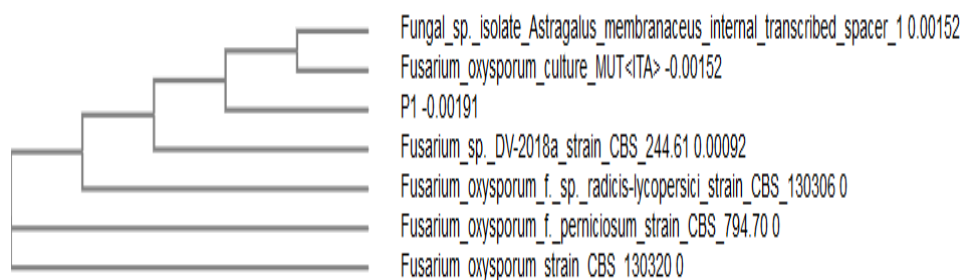 Fungal_sp._isolate_Astragalus_membranaceus_internal_transcribed_spacer_1 0.00152
Fusarium_oxysporum_culture_MUT<ITA> -0.00152
P1 -0.00191
Fusarium_sp._DV-2018a_strain_CBS_244.61 0.00092
Fusarium_oxysporum_f._sp._radicis-lycopersici_strain_CBS_130306 0
Fusarium_oxysporum_f._perniciosum_strain_CBS_794.70 0
Fusarium_oxysporum_strain_CBS_130320 0